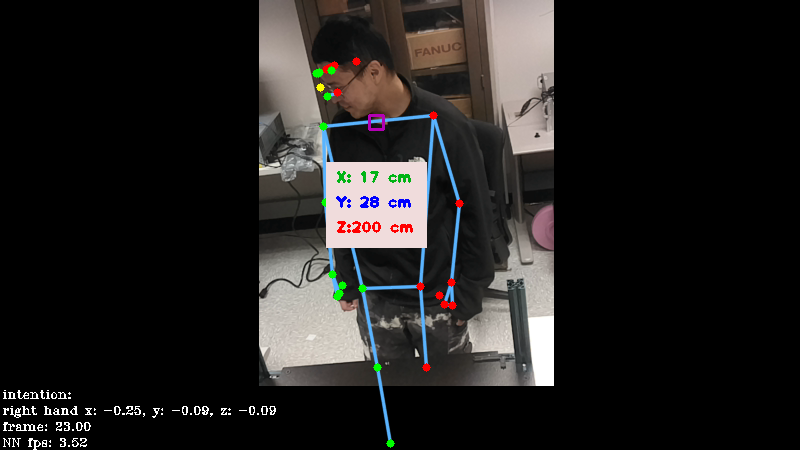 FANUC
X: 17 cm
Y: 28 cm
Z:200 cm
intention:
right hand x: -0.25, y: -0.09, z: -0.09
frame: 23.00
NN fps: 3.52